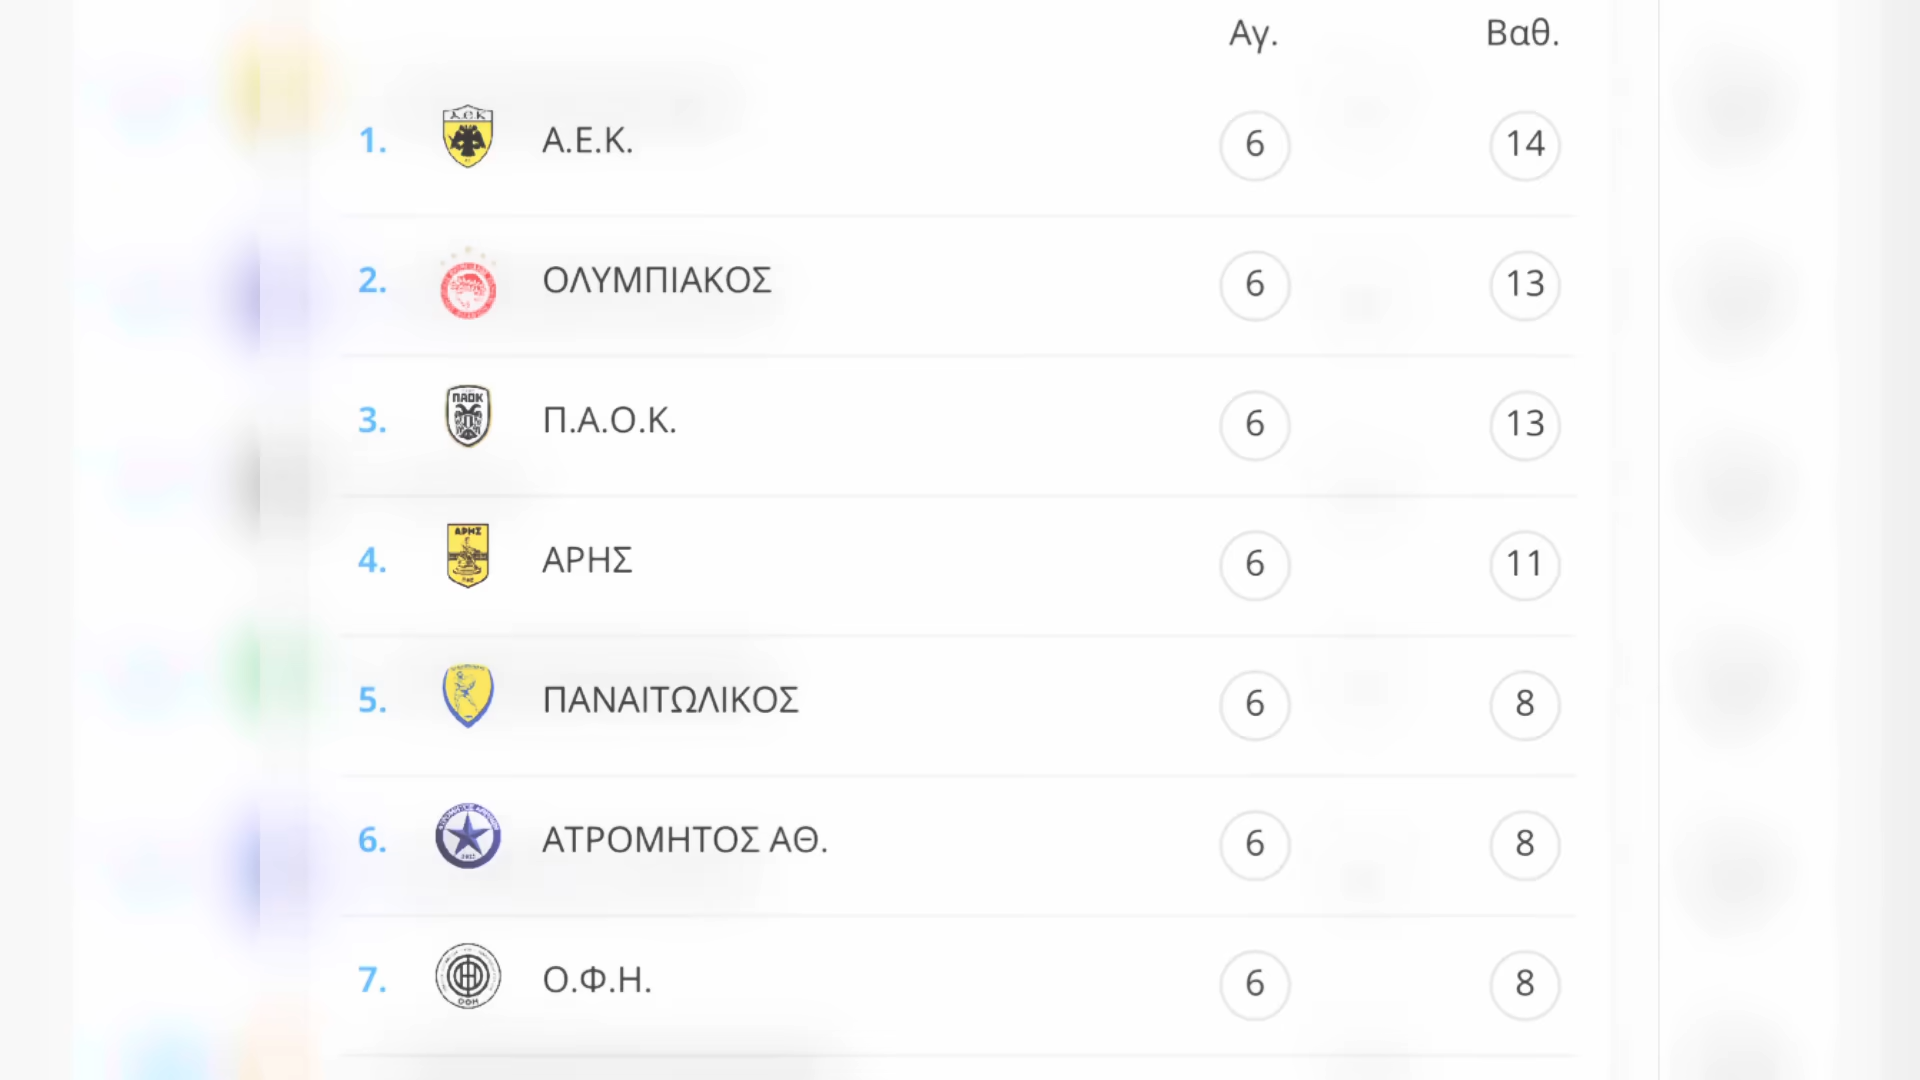 Αγ. Βαθ.
1. Α.Ε.Κ. 6 14
2. ΟΛΥΜΠΙΑΚΟΣ 6 13
3. Π.Α.Ο.Κ. 6 13
4. ΑΡΗΣ 6 11
5. ΠΑΝΑΙΤΩΛΙΚΟΣ 6 8
6. ΑΤΡΟΜΗΤΟΣ ΑΘ. 6 8
7. Ο.Φ.Η. 6 8